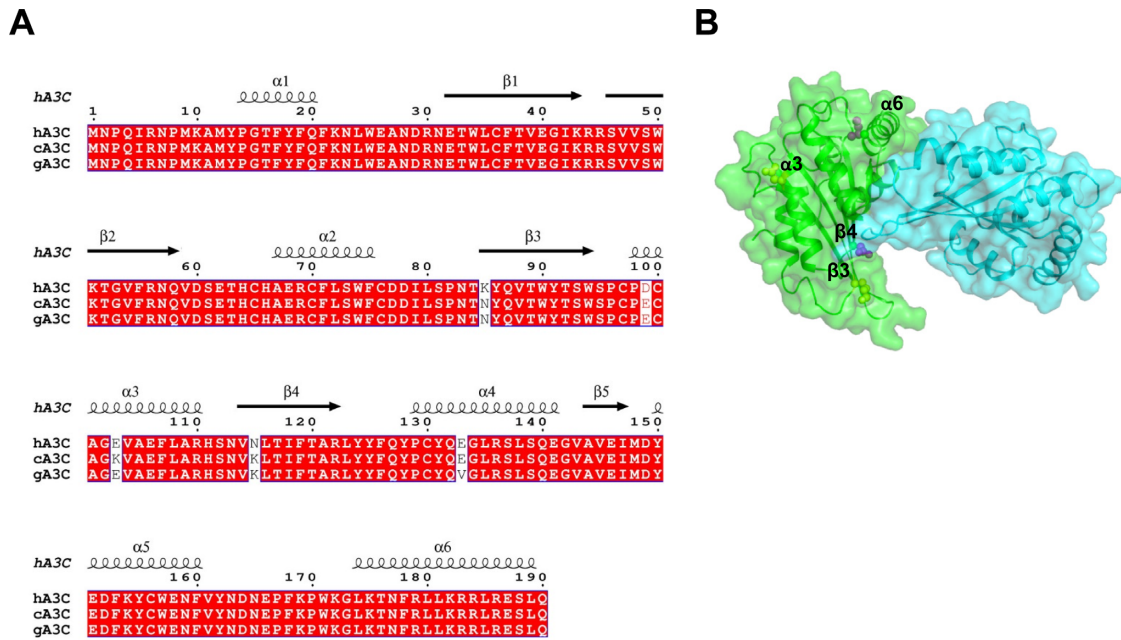 A
α1 β1
hA3C
1 10 20 30 40 50
hA3C MNPQIRNPMKAMYPGTFYFQFKNLWEANDRNETWLCFTVEGIKRRSVVSW
cA3C MNPQIRNPMKAMYPGTFYFQFKNLWEANDRNETWLCFTVEGIKRRSVVSW
gA3C MNPQIRNPMKAMYPGTFYFQFKNLWEANDRNETWLCFTVEGIKRRSVVSW
β2 α2 β3
hA3C
60 70 80 90 100
hA3C KTGVFRNQVDSETHCHAERCFLSWFCDDILSPNTKYQVTWYTSWSPCPDC
cA3C KTGVFRNQVDSETHCHAERCFLSWFCDDILSPNTNYQVTWYTSWSPCPEC
gA3C KTGVFRNQVDSETHCHAERCFLSWFCDDILSPNTNYQVTWYTSWSPCPEC
α3 β4 α4 β5
hA3C
110 120 130 140 150
hA3C AGEVAEFLARHSNVNLTIFTARLYYFQYPCYQEGLRSLSQEGVAVEIMDY
cA3C AGKVAEFLARHSNVKLTIFTARLYYFQYPCYQEGLRSLSQEGVAVEIMDY
gA3C AGEVAEFLARHSNVKLTIFTARLYYFQYPCYQVGLRSLSQEGVAVEIMDY
α5 α6
hA3C
160 170 180 190
hA3C EDFKYCWENFVYNDNEPFKPWKGLKTNFRLLKRRLRESLQ
cA3C EDFKYCWENFVYNDNEPFKPWKGLKTNFRLLKRRLRESLQ
gA3C EDFKYCWENFVYNDNEPFKPWKGLKTNFRLLKRRLRESLQ
B
α6
α3
β4
β3